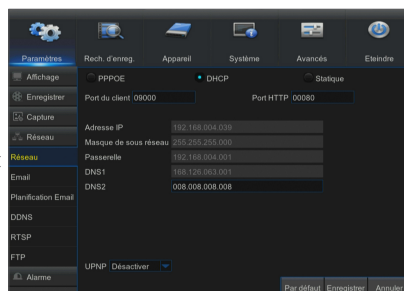 Paramètres Rech. d'enreg. Appareil Système Avancés Eteindre
Affichage
PPPOE DHCP Statique
Enregistrer
Port du client 09000 Port HTTP 00080
Capture
Adresse IP 192.168.004.039
Réseau
Masque de sous réseau 255.255.255.000
Réseau
Passerelle 192.168.004.001
DNS1 168.126.063.001
Email
DNS2 008.008.008.008
Planification Email
DDNS
RTSP
FTP
UPNP Désactiver
Alarme
Par défaut Enregistrer Annuler